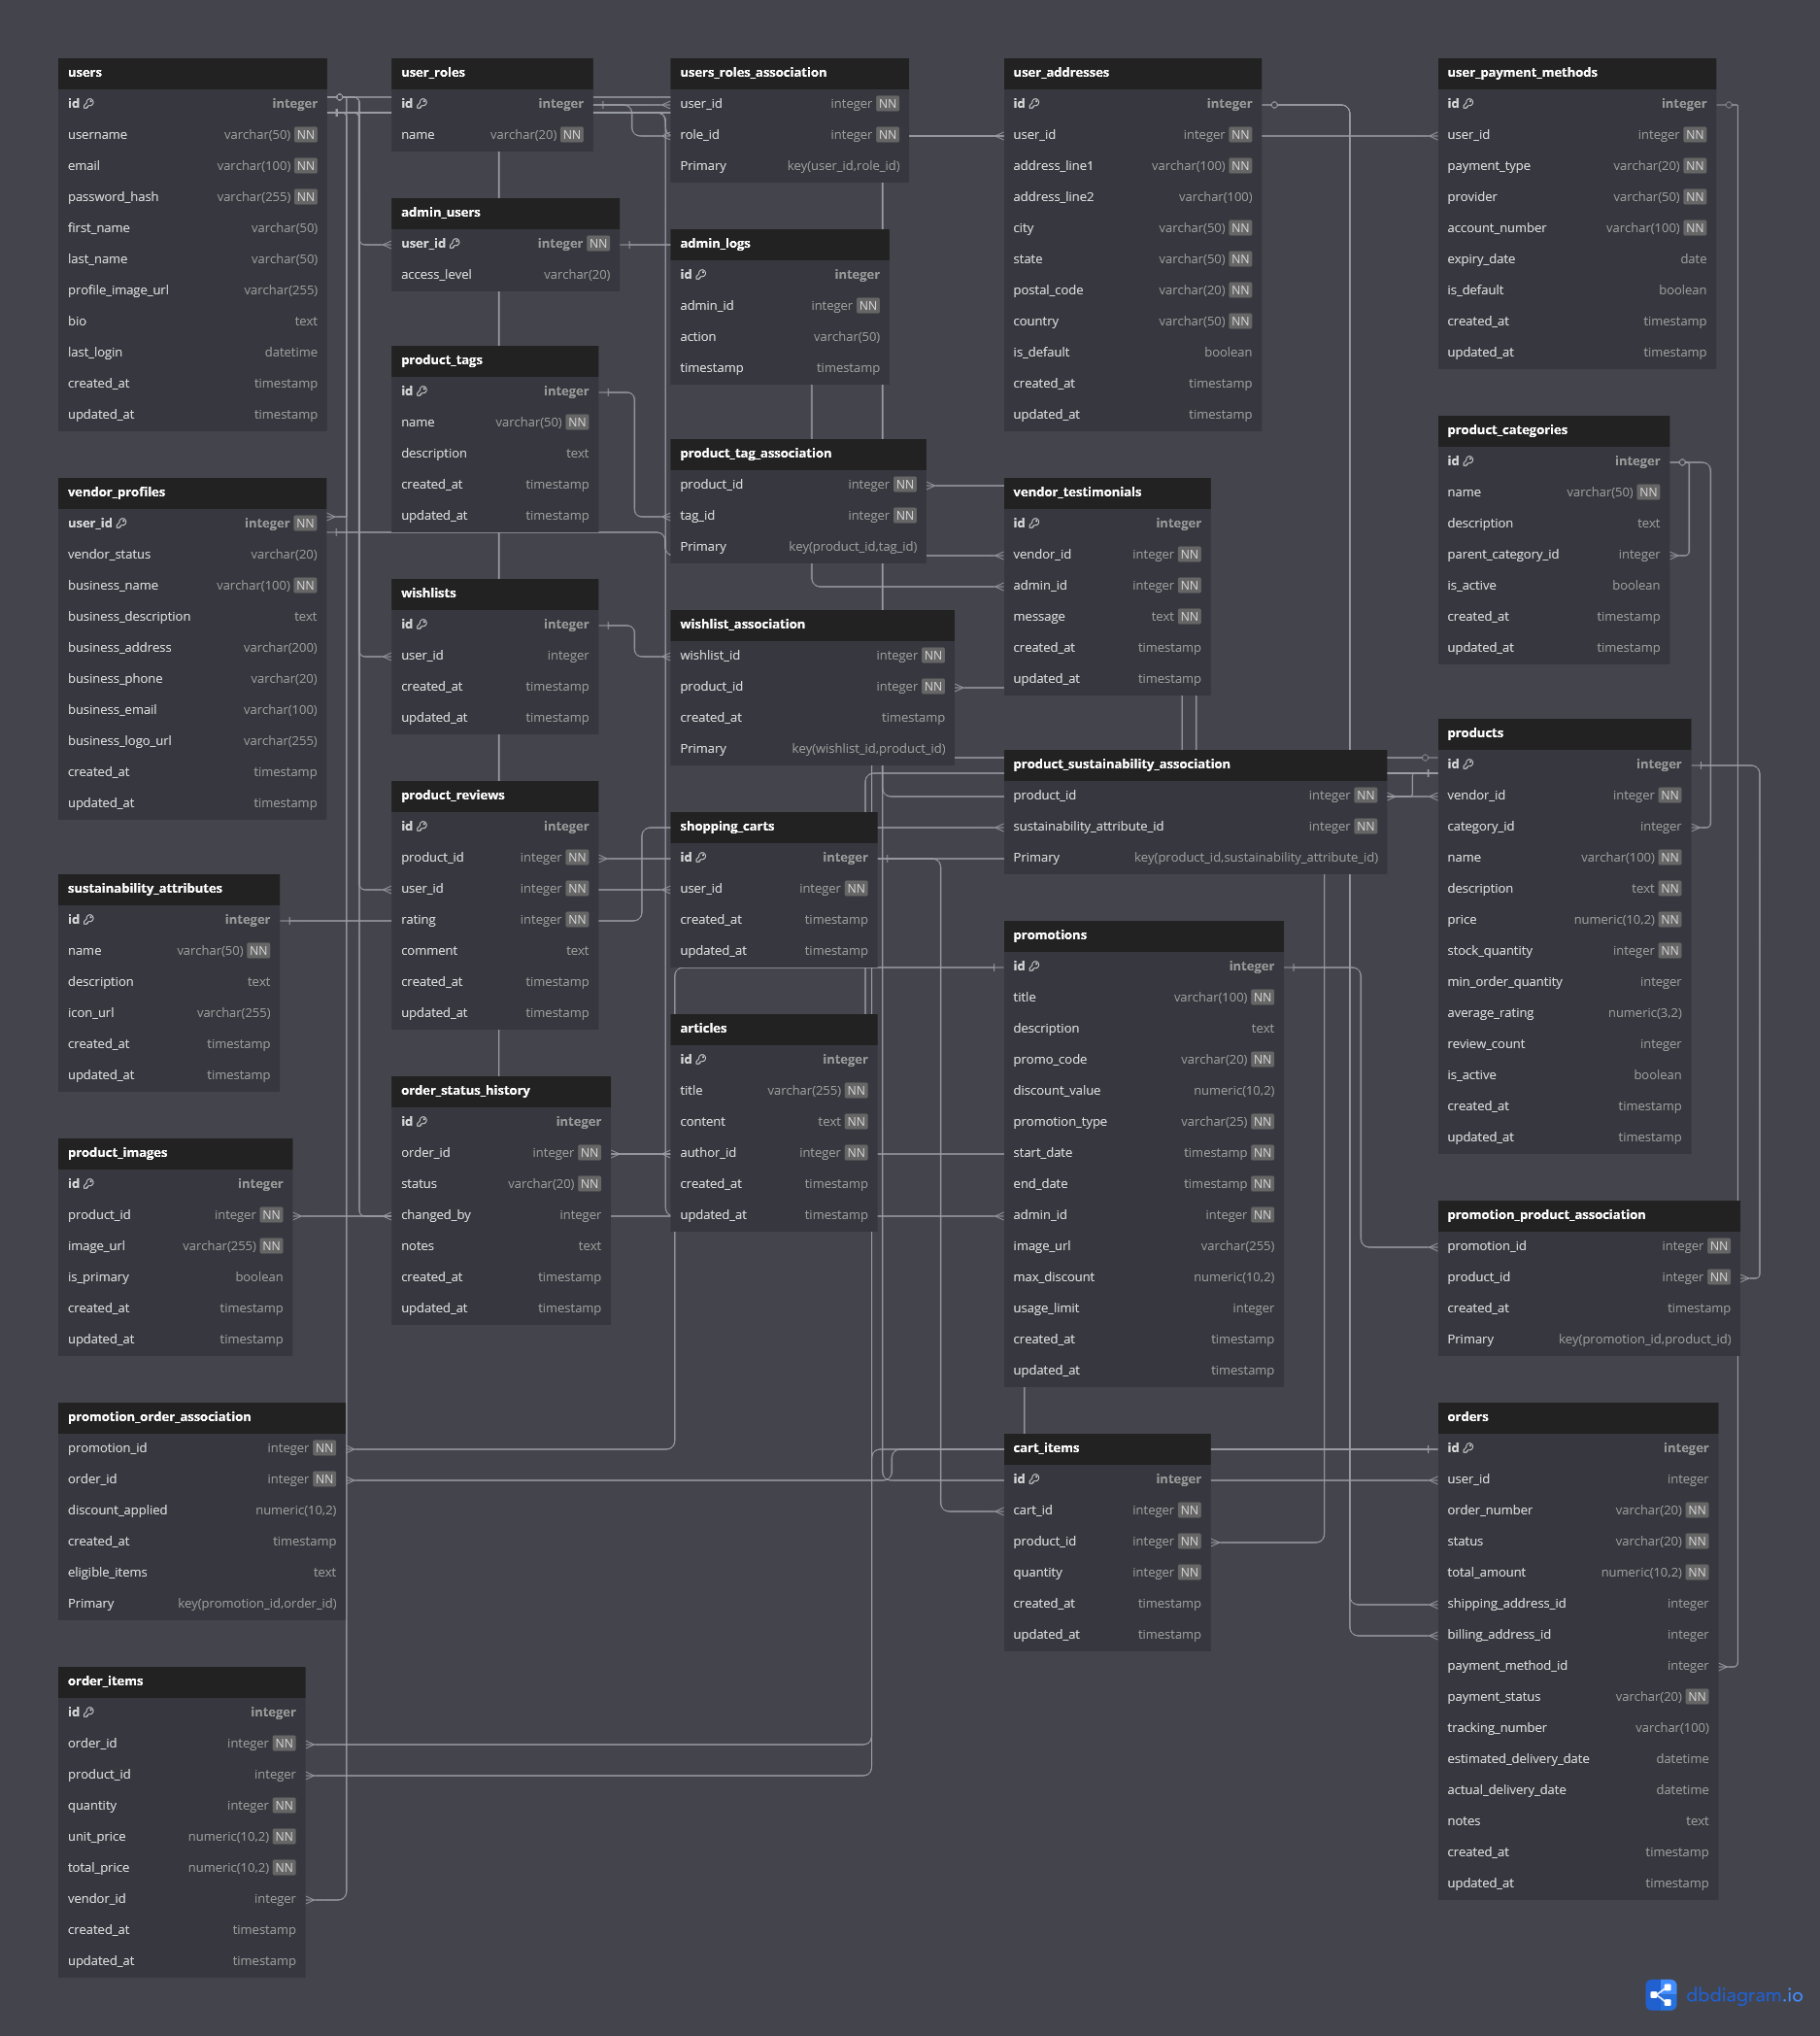 users
id integer
username varchar(50) NN
email varchar(100) NN
password_hash varchar(255) NN
first_name varchar(50)
last_name varchar(50)
profile_image_url varchar(255)
bio text
last_login datetime
created_at timestamp
updated_at timestamp
user_roles
id integer
name varchar(20) NN
users_roles_association
user_id integer NN
role_id integer NN
Primary key(user_id,role_id)
user_addresses
id integer
user_id integer NN
address_line1 varchar(100) NN
address_line2 varchar(100)
city varchar(50) NN
state varchar(50) NN
postal_code varchar(20) NN
country varchar(50) NN
is_default boolean
created_at timestamp
updated_at timestamp
user_payment_methods
id integer
user_id integer NN
payment_type varchar(20) NN
provider varchar(50) NN
account_number varchar(100) NN
expiry_date date
is_default boolean
created_at timestamp
updated_at timestamp
admin_users
user_id integer NN
access_level varchar(20)
admin_logs
id integer
admin_id integer NN
action varchar(50)
timestamp timestamp
product_tags
id integer
name varchar(50) NN
description text
created_at timestamp
updated_at timestamp
product_tag_association
product_id integer NN
tag_id integer NN
Primary key(product_id,tag_id)
product_categories
id integer
name varchar(50) NN
description text
parent_category_id integer
is_active boolean
created_at timestamp
updated_at timestamp
vendor_profiles
user_id integer NN
vendor_status varchar(20)
business_name varchar(100) NN
business_description text
business_address varchar(200)
business_phone varchar(20)
business_email varchar(100)
business_logo_url varchar(255)
created_at timestamp
updated_at timestamp
vendor_testimonials
id integer
vendor_id integer NN
admin_id integer NN
message text NN
created_at timestamp
updated_at timestamp
wishlists
id integer
user_id integer
created_at timestamp
updated_at timestamp
wishlist_association
wishlist_id integer NN
product_id integer NN
created_at timestamp
Primary key(wishlist_id,product_id)
products
id integer
vendor_id integer NN
category_id integer
name varchar(100) NN
description text NN
price numeric(10,2) NN
stock_quantity integer NN
min_order_quantity integer
average_rating numeric(3,2)
review_count integer
is_active boolean
created_at timestamp
updated_at timestamp
product_sustainability_association
product_id integer NN
sustainability_attribute_id integer NN
Primary key(product_id,sustainability_attribute_id)
product_reviews
id integer
product_id integer NN
user_id integer NN
rating integer NN
comment text
created_at timestamp
updated_at timestamp
shopping_carts
id integer
user_id integer NN
created_at timestamp
updated_at timestamp
sustainability_attributes
id integer
name varchar(50) NN
description text
icon_url varchar(255)
created_at timestamp
updated_at timestamp
promotions
id integer
title varchar(100) NN
description text
promo_code varchar(20) NN
discount_value numeric(10,2)
promotion_type varchar(25) NN
start_date timestamp NN
end_date timestamp NN
admin_id integer NN
image_url varchar(255)
max_discount numeric(10,2)
usage_limit integer
created_at timestamp
updated_at timestamp
articles
id integer
title varchar(255) NN
content text NN
author_id integer NN
created_at timestamp
updated_at timestamp
order_status_history
id integer
order_id integer NN
status varchar(20) NN
changed_by integer
notes text
created_at timestamp
updated_at timestamp
product_images
id integer
product_id integer NN
image_url varchar(255) NN
is_primary boolean
created_at timestamp
updated_at timestamp
promotion_product_association
promotion_id integer NN
product_id integer NN
created_at timestamp
Primary key(promotion_id,product_id)
promotion_order_association
promotion_id integer NN
order_id integer NN
discount_applied numeric(10,2)
created_at timestamp
eligible_items text
Primary key(promotion_id,order_id)
cart_items
id integer
cart_id integer NN
product_id integer NN
quantity integer NN
created_at timestamp
updated_at timestamp
orders
id integer
user_id integer
order_number varchar(20) NN
status varchar(20) NN
total_amount numeric(10,2) NN
shipping_address_id integer
billing_address_id integer
payment_method_id integer
payment_status varchar(20) NN
tracking_number varchar(100)
estimated_delivery_date datetime
actual_delivery_date datetime
notes text
created_at timestamp
updated_at timestamp
order_items
id integer
order_id integer NN
product_id integer
quantity integer NN
unit_price numeric(10,2) NN
total_price numeric(10,2) NN
vendor_id integer
created_at timestamp
updated_at timestamp
dbdiagram.io